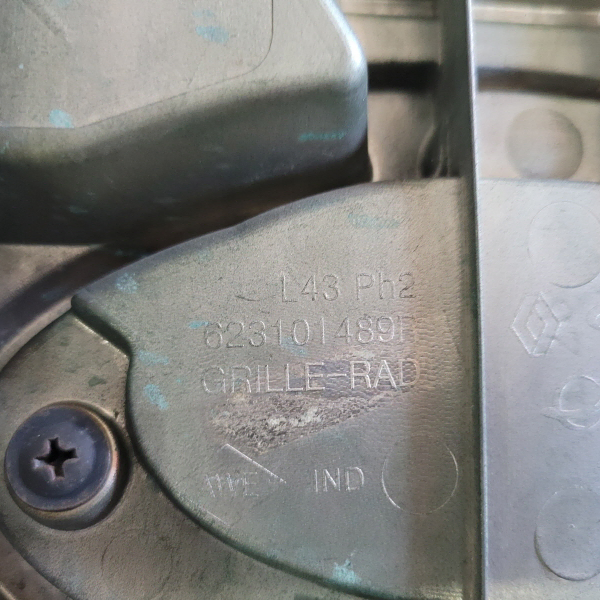 L43 Ph2
623101489R
GRILLE-RAD
IND